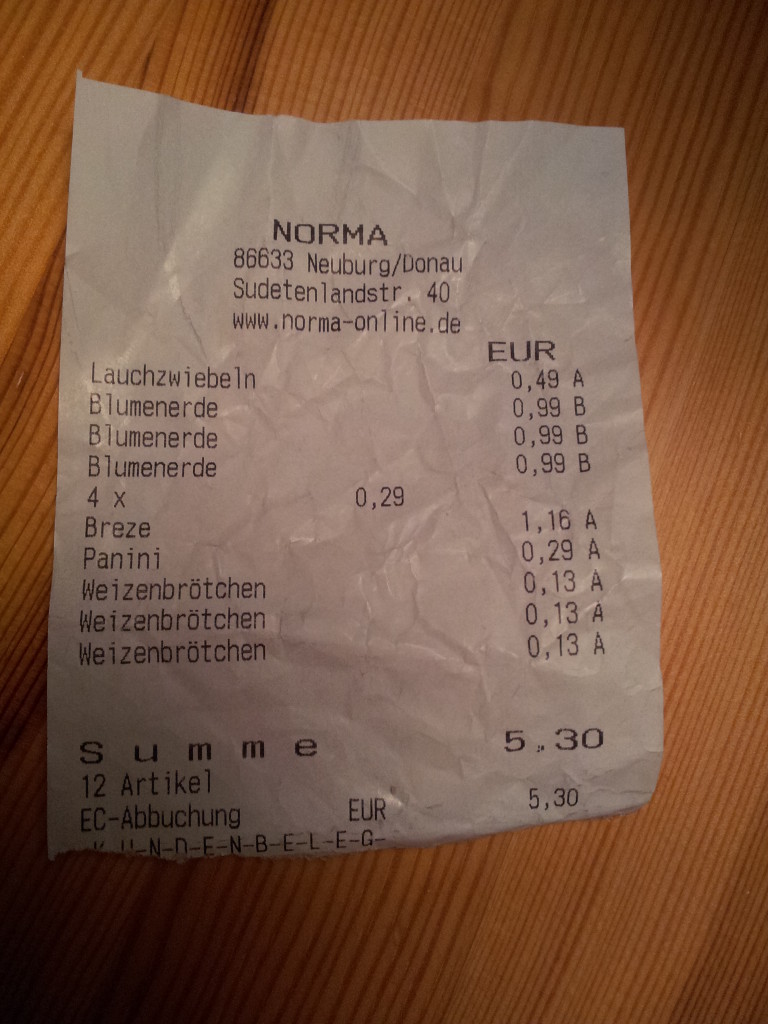 NORMA
86633 Neuburg/Donau
Sudetenlandstr. 40
www.norma-online.de
EUR
Lauchzwiebeln 0,49 A
Blumenerde 0,99 B
Blumenerde 0,99 B
Blumenerde 0,99 B
4 x 0,29
Breze 1,16 A
Panini 0,29 A
Weizenbrötchen 0,13 A
Weizenbrötchen 0,13 A
Weizenbrötchen 0,13 A
Summe 5,30
12 Artikel
EC-Abbuchung EUR 5,30
-K-U-N-D-E-N-B-E-L-E-G-